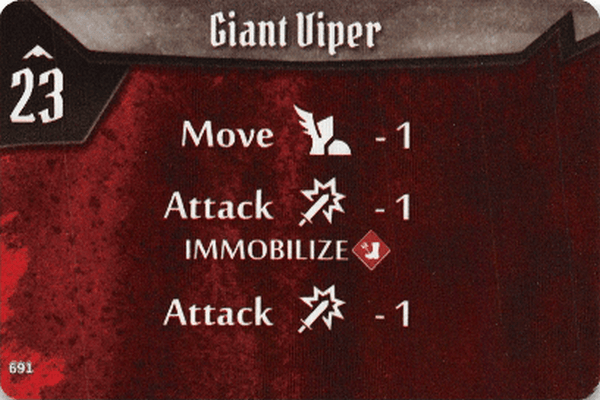 Giant Viper
23
Move - 1
Attack - 1
IMMOBILIZE
Attack - 1
691